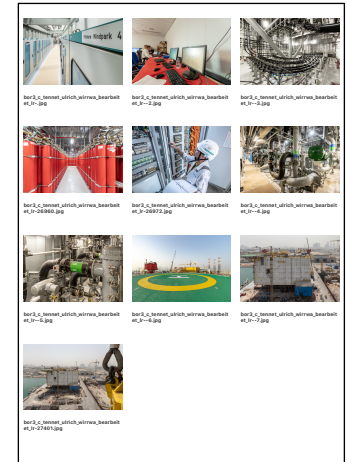 Windpark 4
bor3_c_tennet_ulrich_wirrwa_bearbeit
et_lr-.jpg
bor3_c_tennet_ulrich_wirrwa_bearbeit
et_lr--2.jpg
bor3_c_tennet_ulrich_wirrwa_bearbeit
et_lr--3.jpg
bor3_c_tennet_ulrich_wirrwa_bearbeit
et_lr-26960.jpg
bor3_c_tennet_ulrich_wirrwa_bearbeit
et_lr-26972.jpg
bor3_c_tennet_ulrich_wirrwa_bearbeit
et_lr--4.jpg
bor3_c_tennet_ulrich_wirrwa_bearbeit
et_lr--5.jpg
bor3_c_tennet_ulrich_wirrwa_bearbeit
et_lr--6.jpg
bor3_c_tennet_ulrich_wirrwa_bearbeit
et_lr--7.jpg
bor3_c_tennet_ulrich_wirrwa_bearbeit
et_lr-27401.jpg